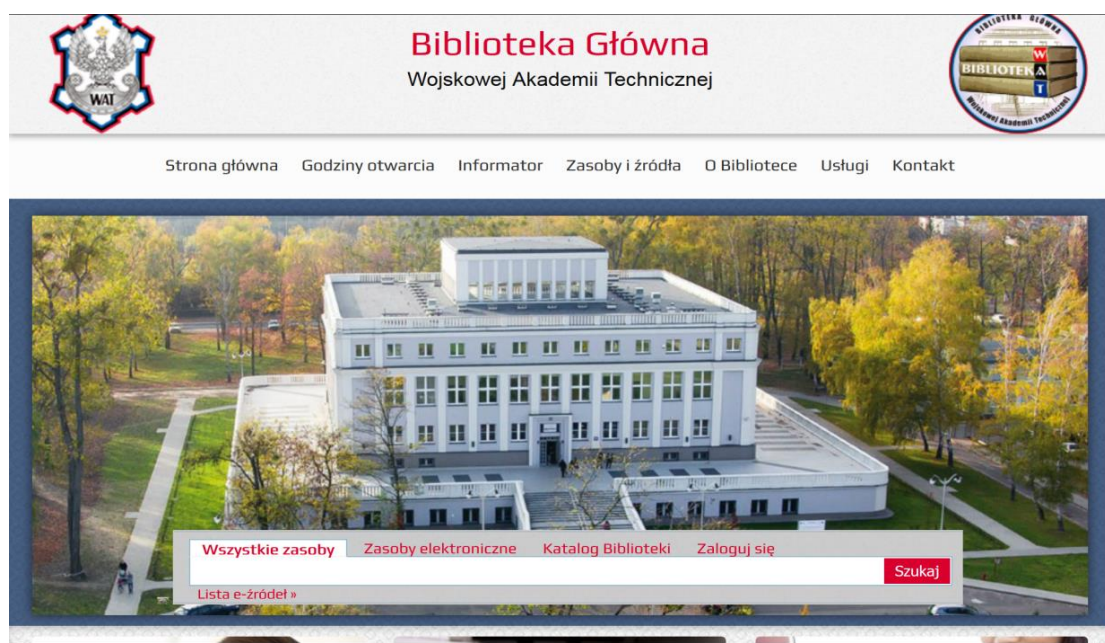 WAT
Biblioteka Główna
Wojskowej Akademii Technicznej
BIBLIOTEKA GŁÓWNA
BIBLIOTEKA
W
A
T
Wojskowej Akademii Technicznej
Strona główna Godziny otwarcia Informator Zasoby i źródła O Bibliotece Usługi Kontakt
Wszystkie zasoby Zasoby elektroniczne Katalog Biblioteki Zaloguj się
Szukaj
Lista e-źródeł »